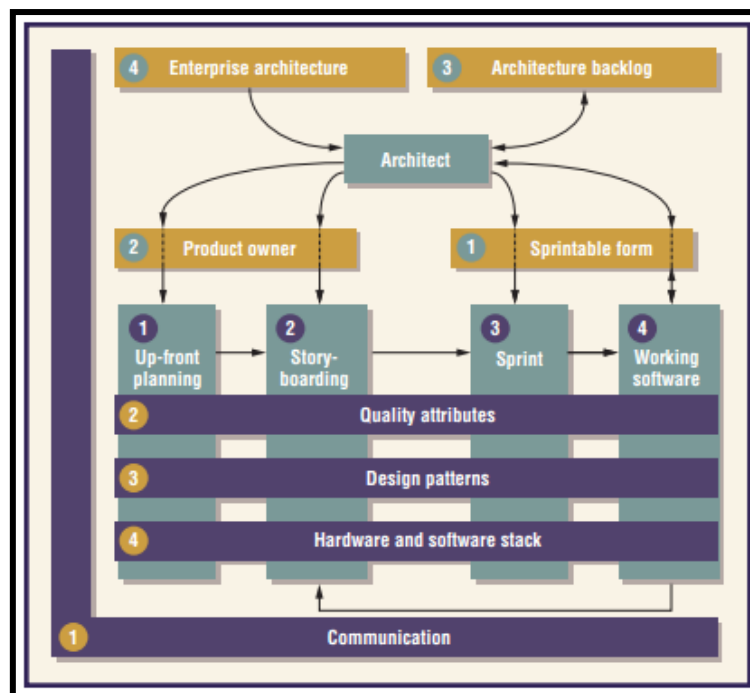 4 Enterprise architecture
3 Architecture backlog
Architect
2 Product owner
1 Sprintable form
1
Up-front
planning
2
Story-
boarding
3
Sprint
4
Working
software
2 Quality attributes
3 Design patterns
4 Hardware and software stack
1 Communication